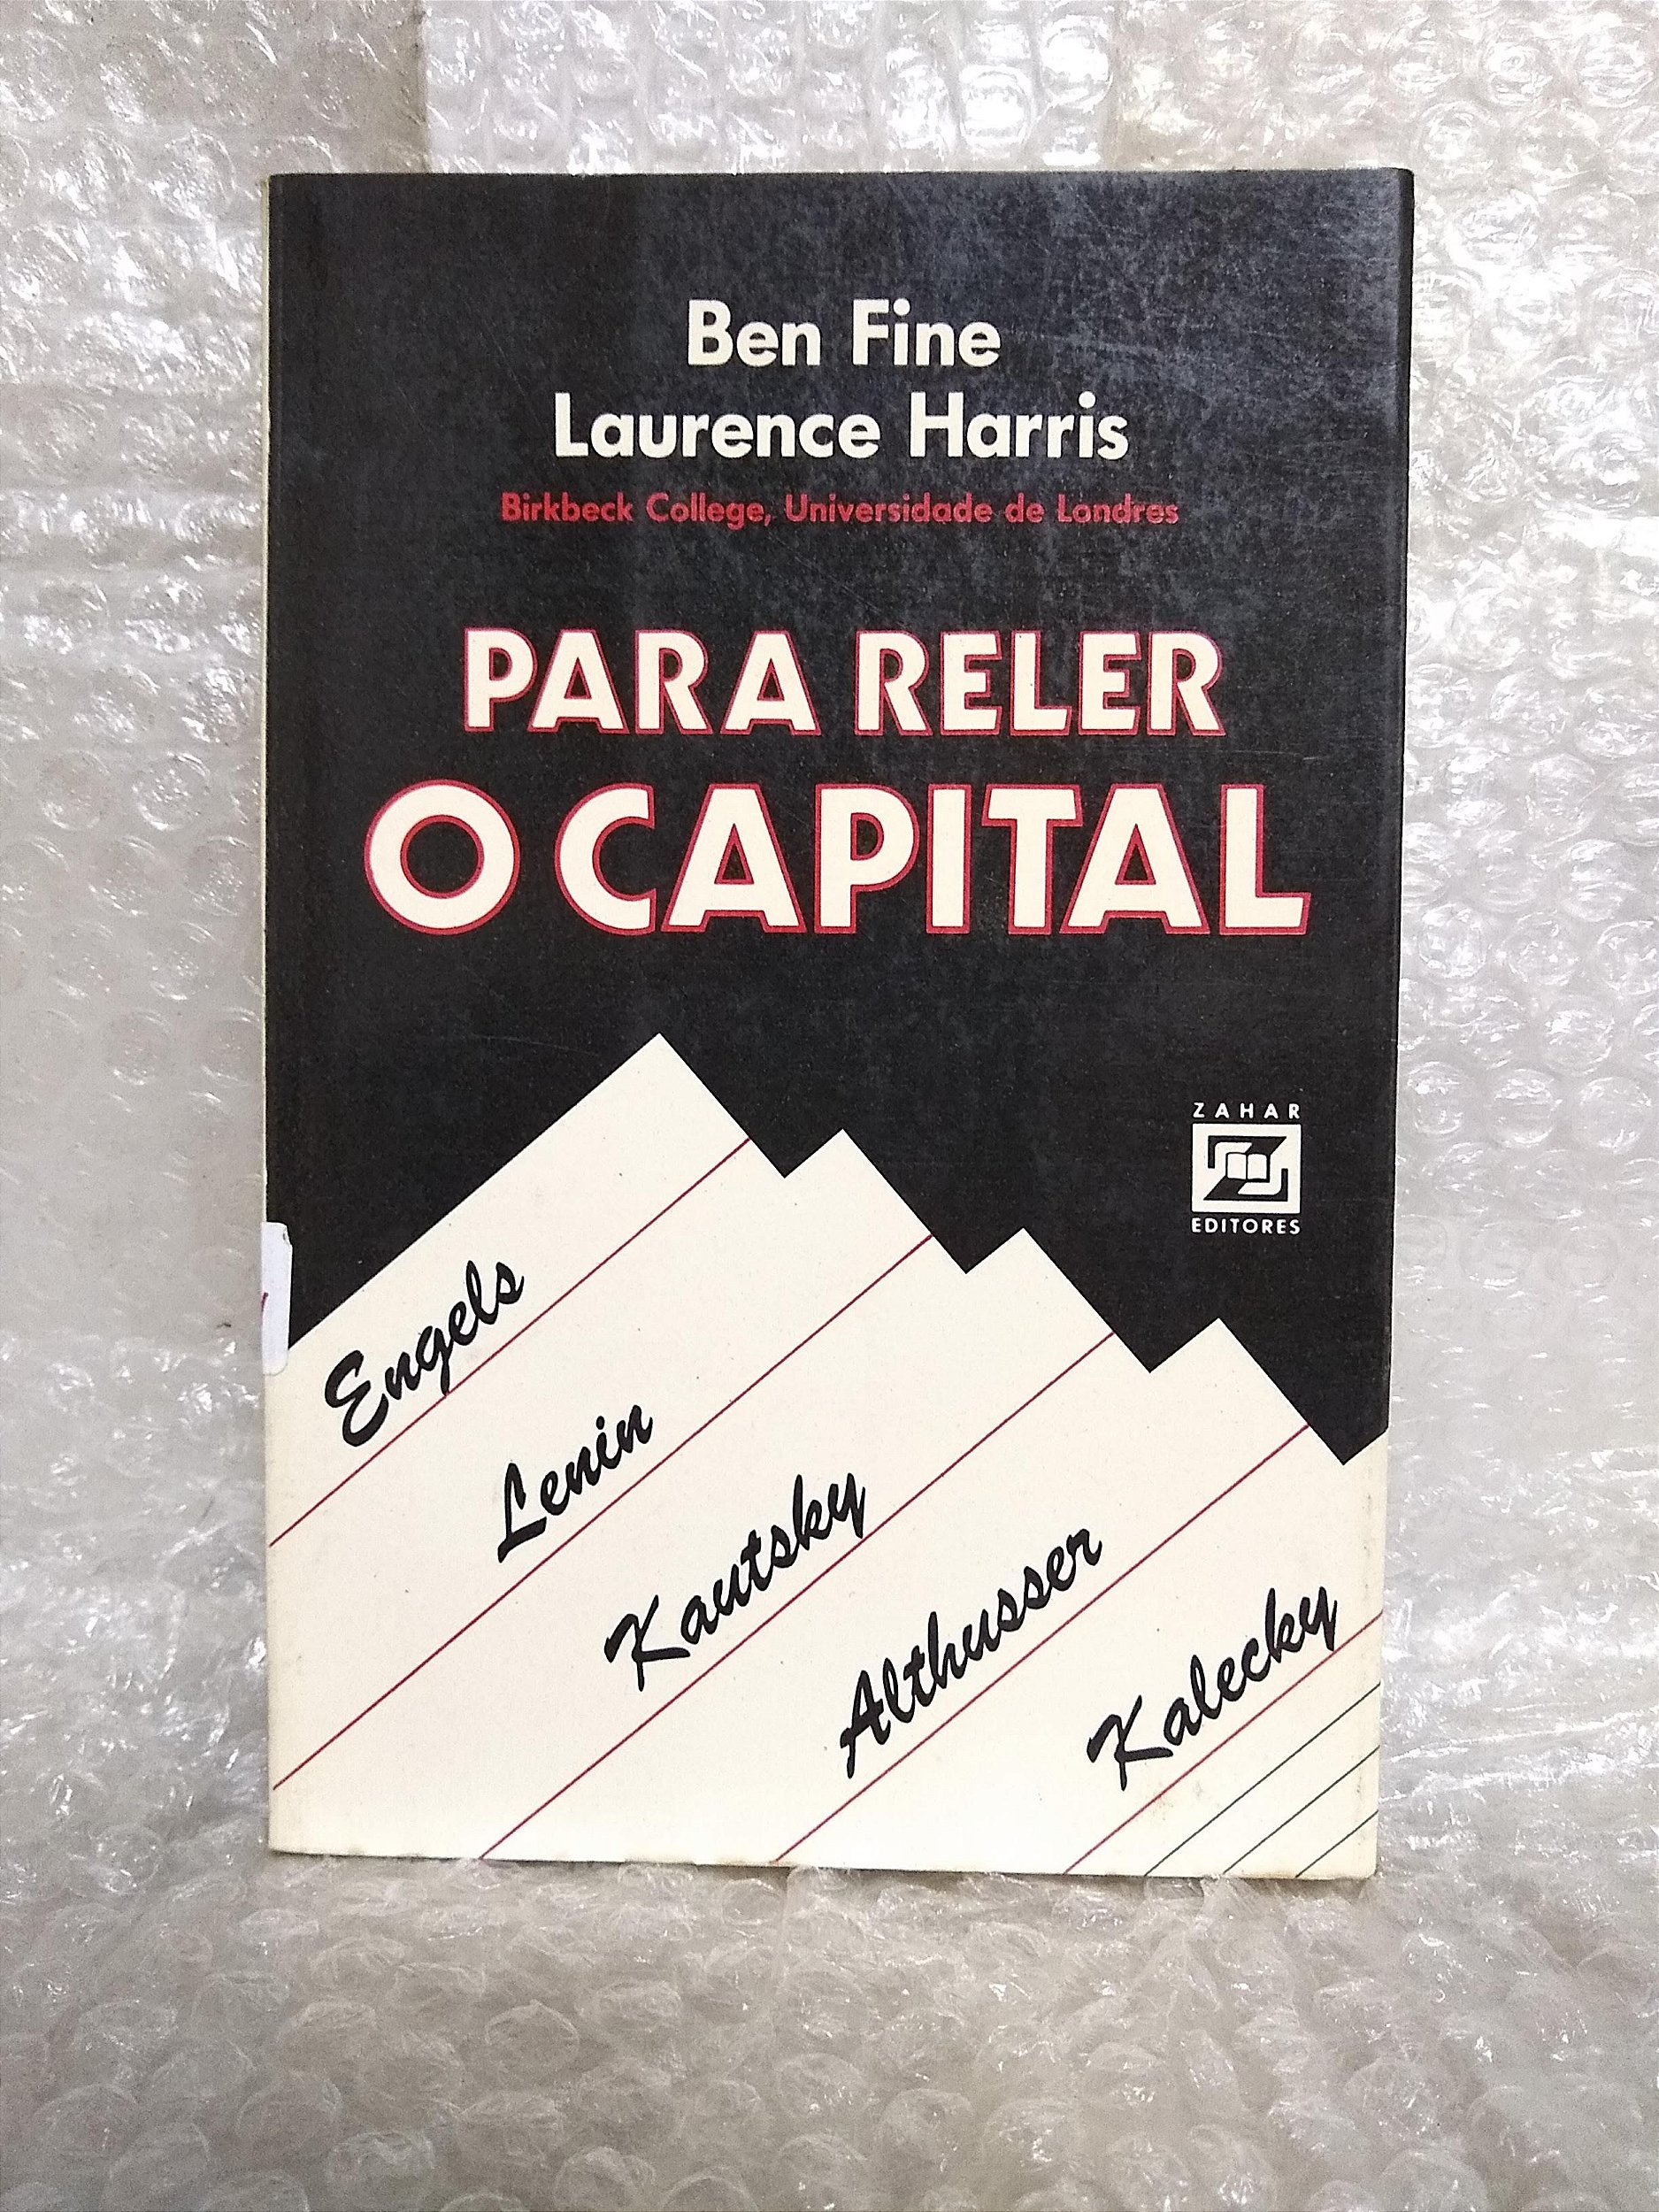 Ben Fine
Laurence Harris
Birkbeck College, Universidade de Londres
PARA RELER
O CAPITAL
ZAHAR
EDITORES
Engels
Lenin
Kautsky
Althusser
Kalecky